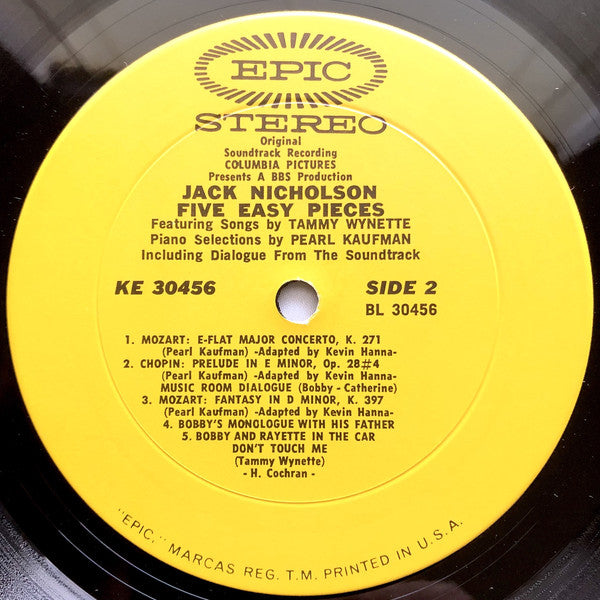 EPIC
STEREO
Original
Soundtrack Recording
COLUMBIA PICTURES
Presents A BBS Production
JACK NICHOLSON
FIVE EASY PIECES
Featuring Songs by TAMMY WYNETTE
Piano Selections by PEARL KAUFMAN
Including Dialogue From The Soundtrack
KE 30456 SIDE 2
BL 30456
1. MOZART: E-FLAT MAJOR CONCERTO, K. 271
(Pearl Kaufman) -Adapted by Kevin Hanna-
2. CHOPIN: PRELUDE IN E MINOR, Op. 28#4
(Pearl Kaufman) -Adapted by Kevin Hanna-
MUSIC ROOM DIALOGUE (Bobby - Catherine)
3. MOZART: FANTASY IN D MINOR, K. 397
(Pearl Kaufman) -Adapted by Kevin Hanna-
4. BOBBY'S MONOLOGUE WITH HIS FATHER
5. BOBBY AND RAYETTE IN THE CAR
DON'T TOUCH ME
(Tammy Wynette)
- H. Cochran -
"EPIC," MARCAS REG. T.M. PRINTED IN U.S.A.